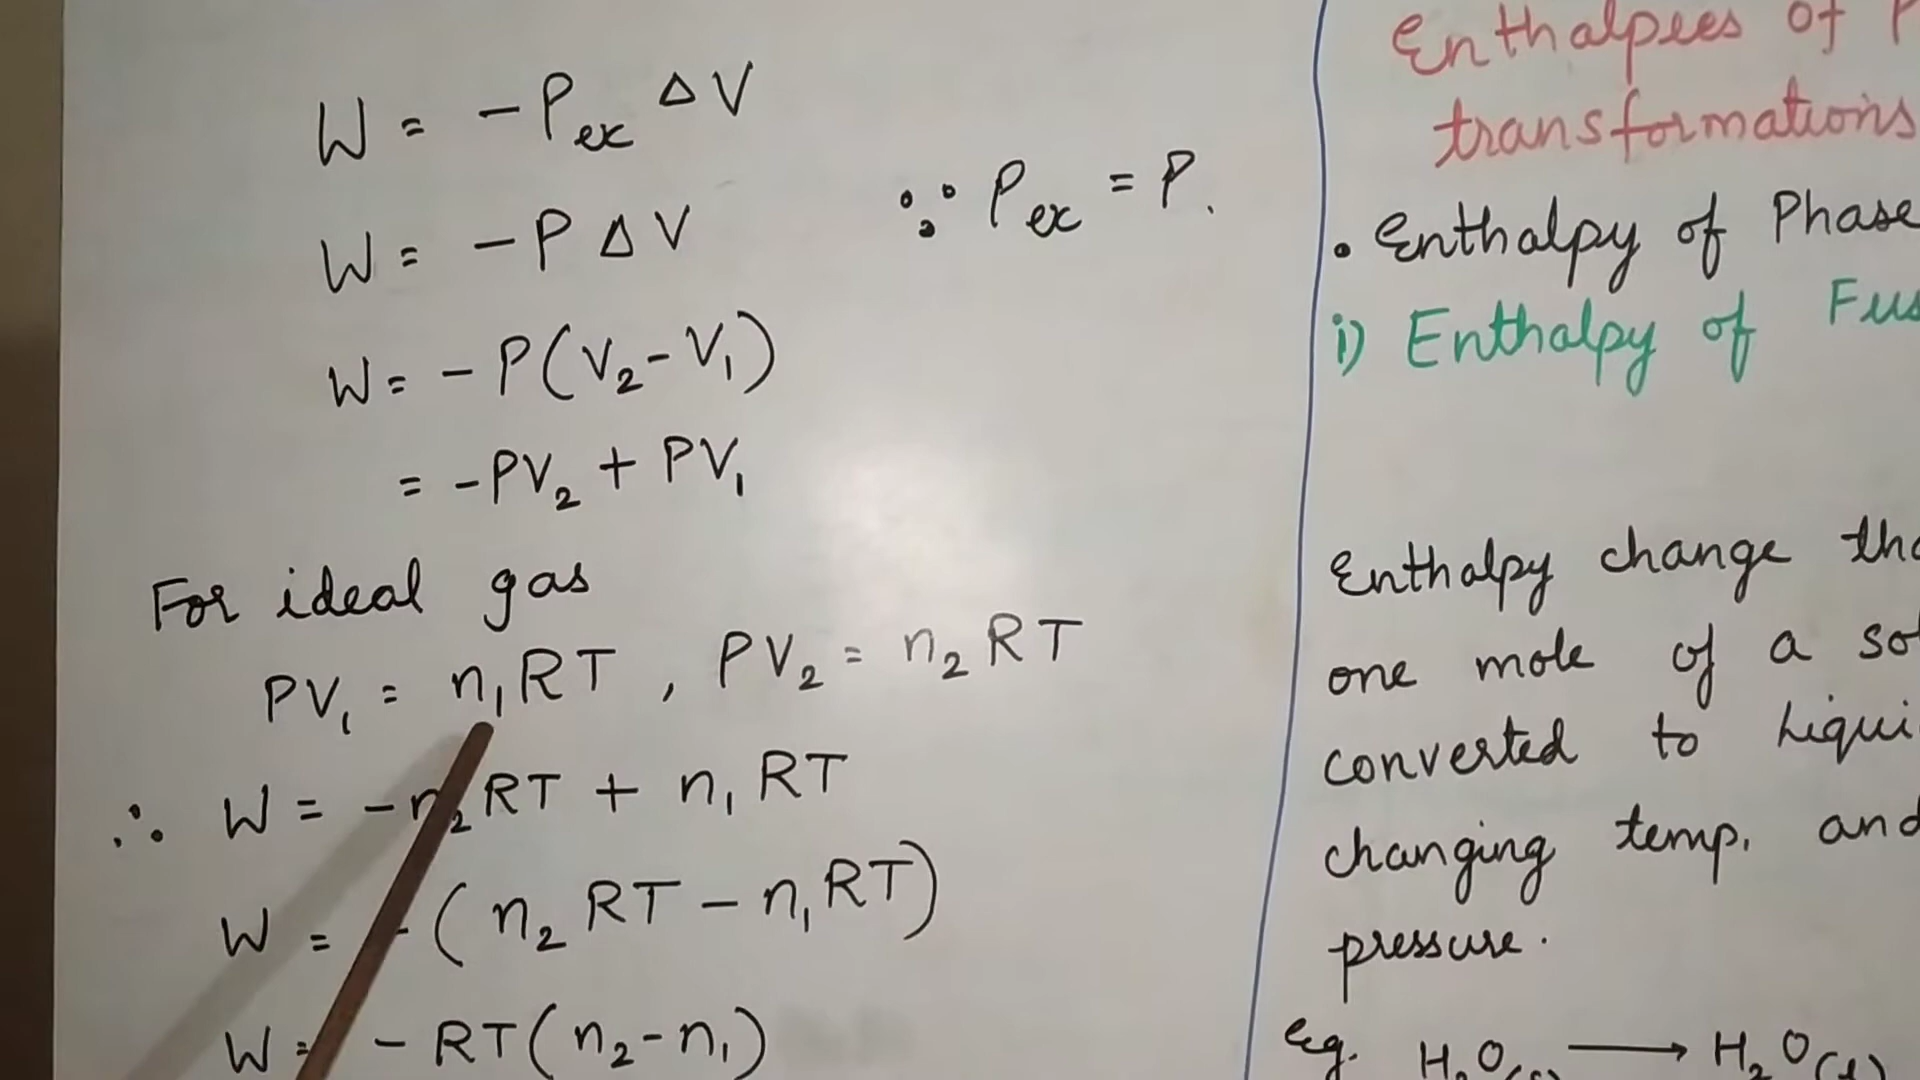 W = -P_ex ΔV
W = -P ΔV ∵ P_ex = P.
W = -P(V₂-V₁)
= -PV₂ + PV₁
For ideal gas
PV₁ = n₁RT, PV₂ = n₂RT
∴ W = -n₂RT + n₁RT
W = -(n₂RT - n₁RT)
W = -RT(n₂-n₁)
Enthalpies of
transformations
• Enthalpy of Phase
i) Enthalpy of
Enthalpy change
one mole of a
converted to
changing temp. and
pressure.
eg. H₂O(s) ⟶ H₂O(l)